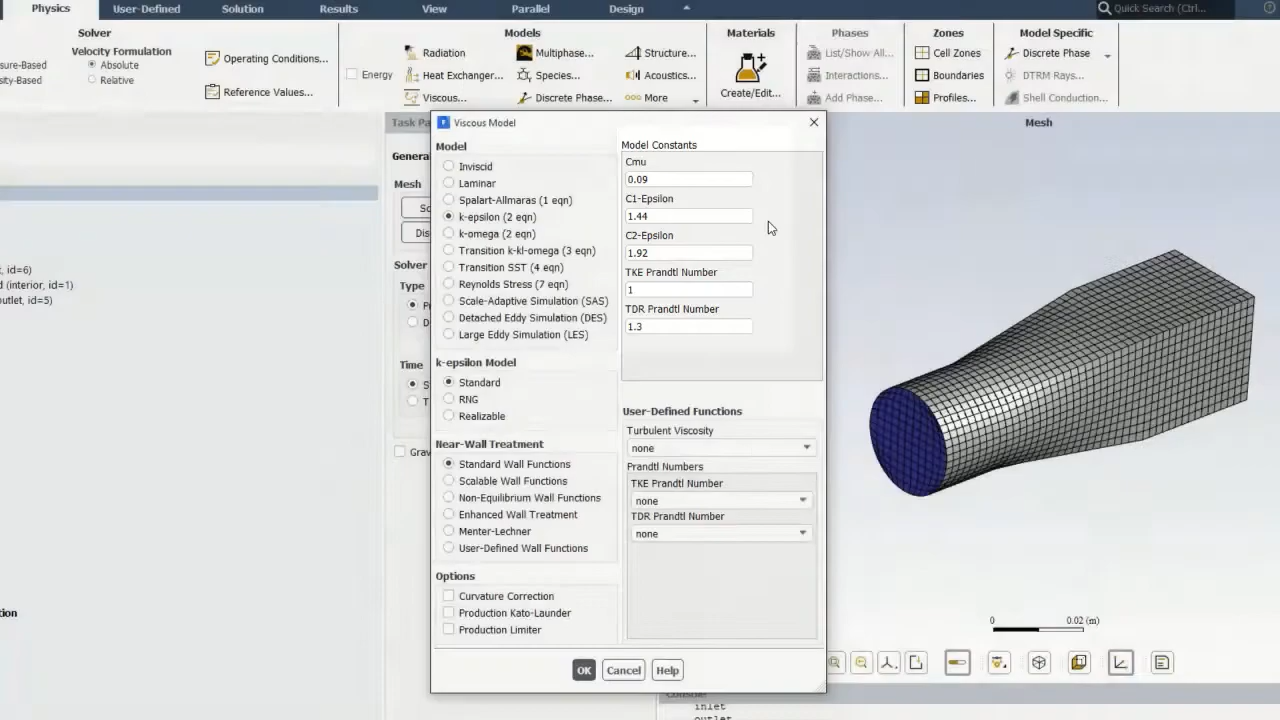 Physics User-Defined Solution Results View Parallel Design Quick Search (Ctrl...
Solver
Velocity Formulation
sure-Based
Absolute
sity-Based
Relative
Operating Conditions...
Reference Values...
Models
Energy
Radiation
Heat Exchanger...
Viscous...
Multiphase...
Species...
Discrete Phase...
Structure...
Acoustics...
More
Materials
Create/Edit...
Phases
List/Show All...
Interactions...
Add Phase...
Zones
Cell Zones
Boundaries
Profiles...
Model Specific
Discrete Phase
DTRM Rays...
Shell Conduction...
, id=6)
d (interior, id=1)
outlet, id=5)
tion
Task Pa
General
Mesh
Sc
Dis
Solver
Type
P
D
Time
S
T
Grav
Viscous Model
Model
Inviscid
Laminar
Spalart-Allmaras (1 eqn)
k-epsilon (2 eqn)
k-omega (2 eqn)
Transition k-kl-omega (3 eqn)
Transition SST (4 eqn)
Reynolds Stress (7 eqn)
Scale-Adaptive Simulation (SAS)
Detached Eddy Simulation (DES)
Large Eddy Simulation (LES)
k-epsilon Model
Standard
RNG
Realizable
Near-Wall Treatment
Standard Wall Functions
Scalable Wall Functions
Non-Equilibrium Wall Functions
Enhanced Wall Treatment
Menter-Lechner
User-Defined Wall Functions
Options
Curvature Correction
Production Kato-Launder
Production Limiter
Model Constants
Cmu
0.09
C1-Epsilon
1.44
C2-Epsilon
1.92
TKE Prandtl Number
1
TDR Prandtl Number
1.3
User-Defined Functions
Turbulent Viscosity
none
Prandtl Numbers
TKE Prandtl Number
none
TDR Prandtl Number
none
OK Cancel Help
Mesh
0 0.02 (m)
Console
inlet
outlet